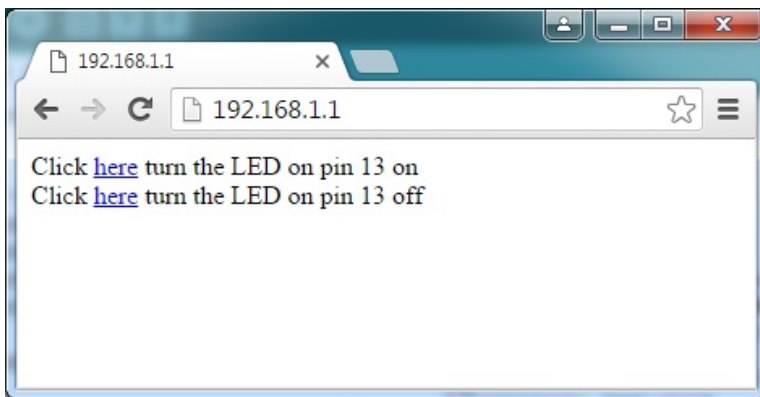 192.168.1.1
192.168.1.1
Click here turn the LED on pin 13 on
Click here turn the LED on pin 13 off